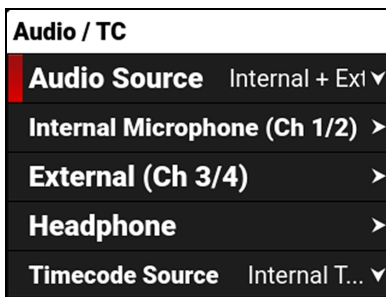 Audio / TC
Audio Source Internal + Ext
Internal Microphone (Ch 1/2)
External (Ch 3/4)
Headphone
Timecode Source Internal T...